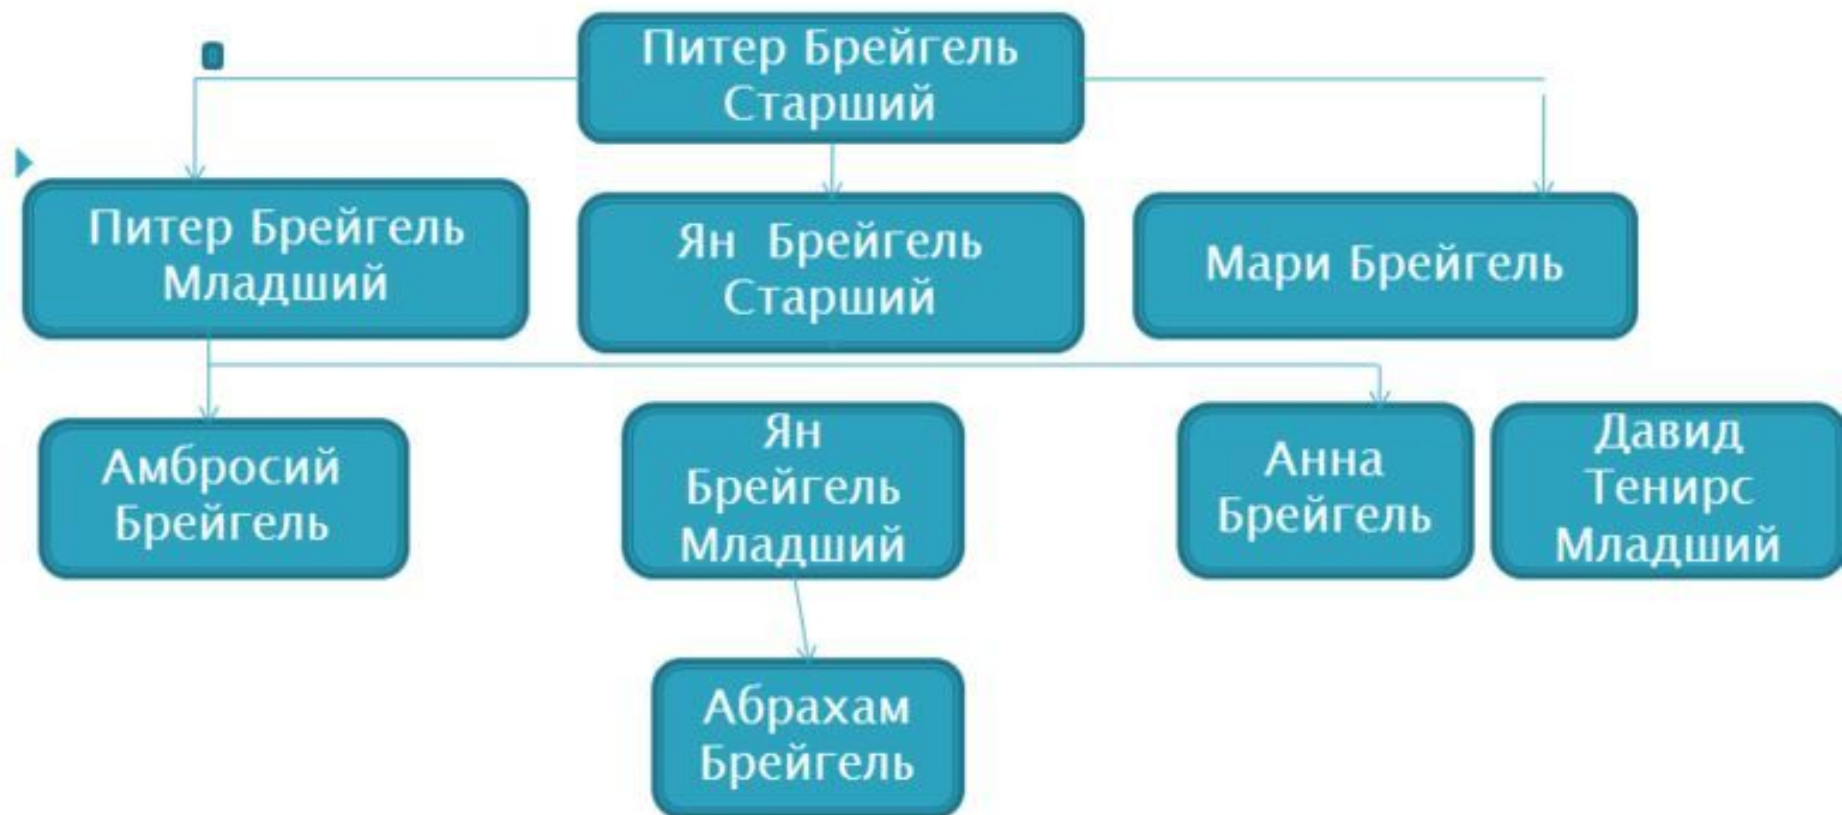 Питер Брейгель
Старший
Питер Брейгель
Младший
Ян Брейгель
Старший
Мари Брейгель
Амбросий
Брейгель
Ян
Брейгель
Младший
Анна
Брейгель
Давид
Тенирс
Младший
Абрахам
Брейгель